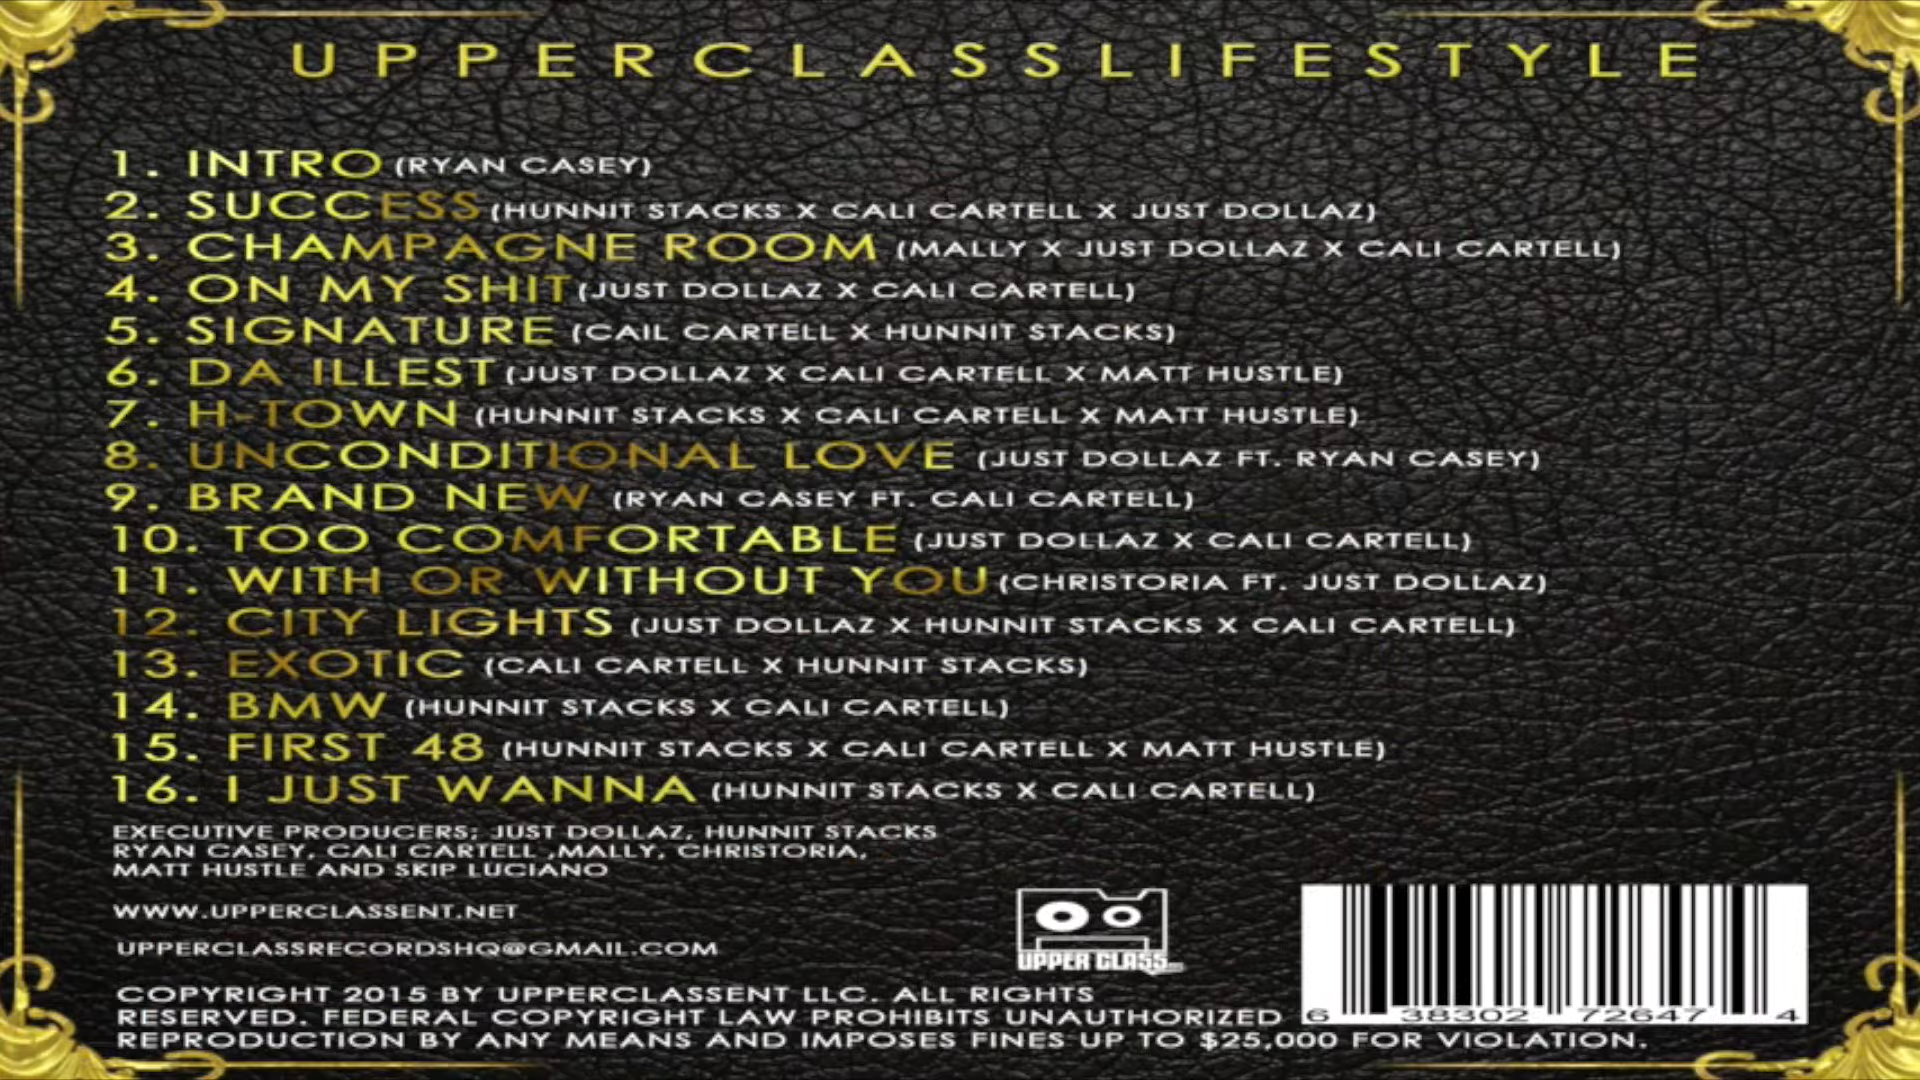 UPPERCLASSLIFESTYLE
1. INTRO (RYAN CASEY)
2. SUCCESS (HUNNIT STACKS X CALI CARTELL X JUST DOLLAZ)
3. CHAMPAGNE ROOM (MALLY X JUST DOLLAZ X CALI CARTELL)
4. ON MY SHIT (JUST DOLLAZ X CALI CARTELL)
5. SIGNATURE (CAIL CARTELL X HUNNIT STACKS)
6. DA ILLEST (JUST DOLLAZ X CALI CARTELL X MATT HUSTLE)
7. H-TOWN (HUNNIT STACKS X CALI CARTELL X MATT HUSTLE)
8. UNCONDITIONAL LOVE (JUST DOLLAZ FT. RYAN CASEY)
9. BRAND NEW (RYAN CASEY FT. CALI CARTELL)
10. TOO COMFORTABLE (JUST DOLLAZ X CALI CARTELL)
11. WITH OR WITHOUT YOU (CHRISTORIA FT. JUST DOLLAZ)
12. CITY LIGHTS (JUST DOLLAZ X HUNNIT STACKS X CALI CARTELL)
13. EXOTIC (CALI CARTELL X HUNNIT STACKS)
14. BMW (HUNNIT STACKS X CALI CARTELL)
15. FIRST 48 (HUNNIT STACKS X CALI CARTELL X MATT HUSTLE)
16. I JUST WANNA (HUNNIT STACKS X CALI CARTELL)
EXECUTIVE PRODUCERS; JUST DOLLAZ, HUNNIT STACKS
RYAN CASEY, CALI CARTELL ,MALLY, CHRISTORIA,
MATT HUSTLE AND SKIP LUCIANO
WWW.UPPERCLASSENT.NET
UPPERCLASSRECORDSHQ@GMAIL.COM
UPPER CLASS
COPYRIGHT 2015 BY UPPERCLASSENT LLC. ALL RIGHTS
RESERVED. FEDERAL COPYRIGHT LAW PROHIBITS UNAUTHORIZED
REPRODUCTION BY ANY MEANS AND IMPOSES FINES UP TO $25,000 FOR VIOLATION.
6 38302 72647 4